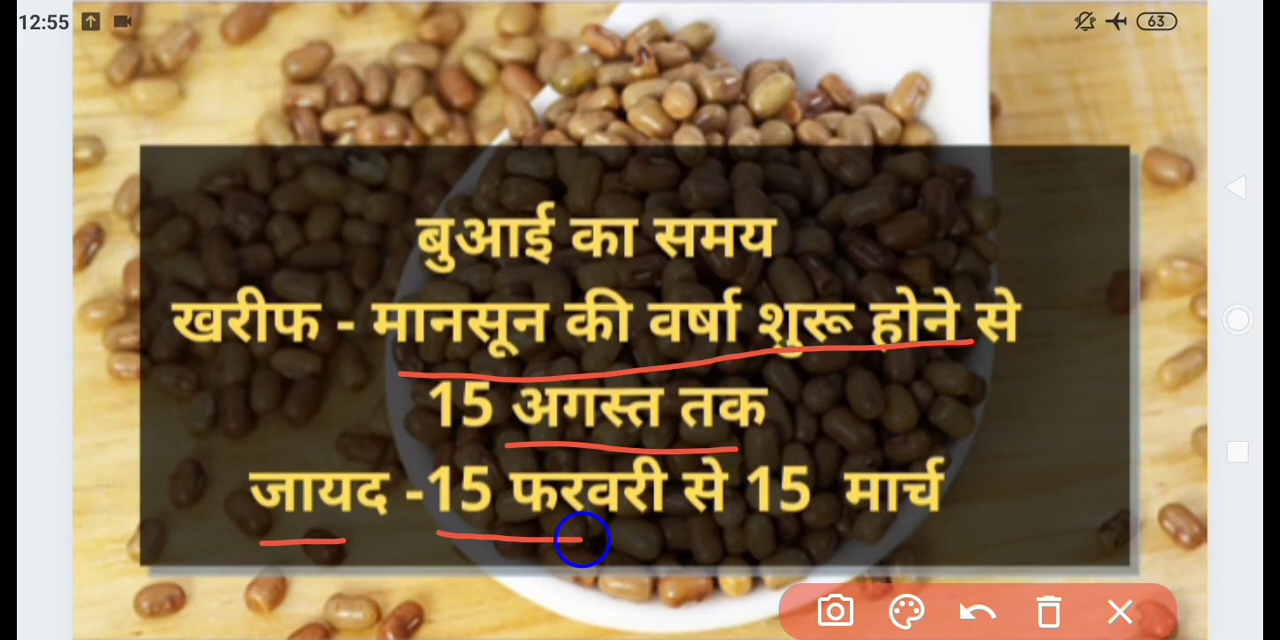 12:55
63
बुआई का समय
खरीफ - मानसून की वर्षा शुरू होने से
15 अगस्त तक
जायद -15 फरवरी से 15 मार्च